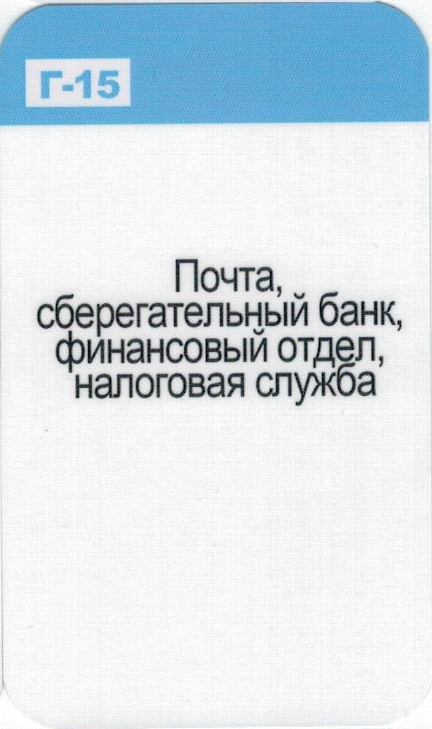 Г-15
Почта,
сберегательный банк,
финансовый отдел,
налоговая служба